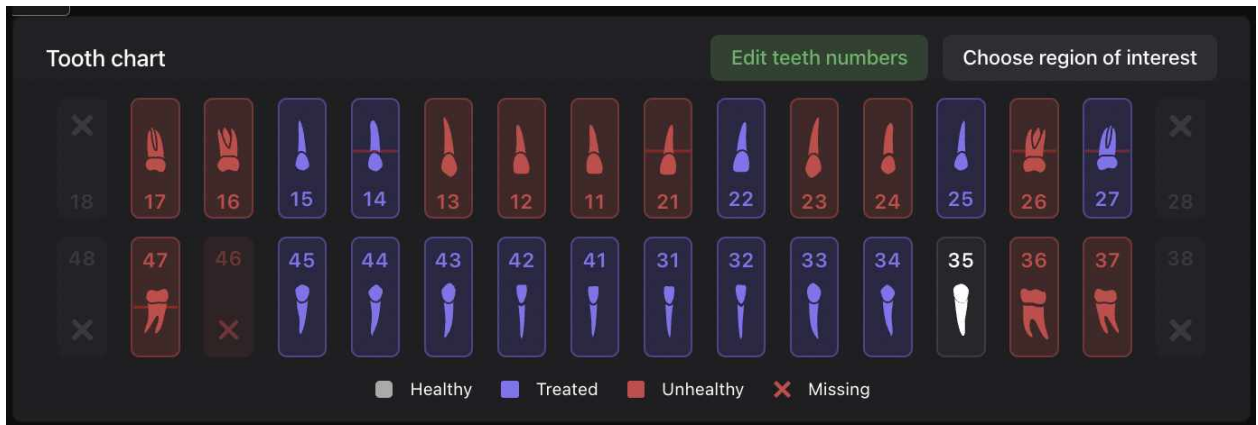 Tooth chart
Edit teeth numbers
Choose region of interest
18 17 16 15 14 13 12 11 21 22 23 24 25 26 27 28
48 47 46 45 44 43 42 41 31 32 33 34 35 36 37 38
Healthy Treated Unhealthy Missing